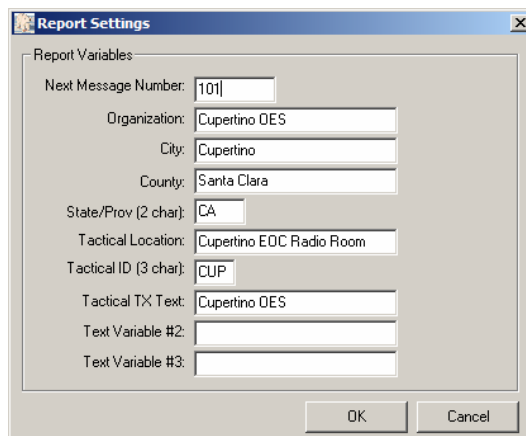 Report Settings
Report Variables
Next Message Number: 101
Organization: Cupertino OES
City: Cupertino
County: Santa Clara
State/Prov (2 char): CA
Tactical Location: Cupertino EOC Radio Room
Tactical ID (3 char): CUP
Tactical TX Text: Cupertino OES
Text Variable #2:
Text Variable #3:
OK Cancel